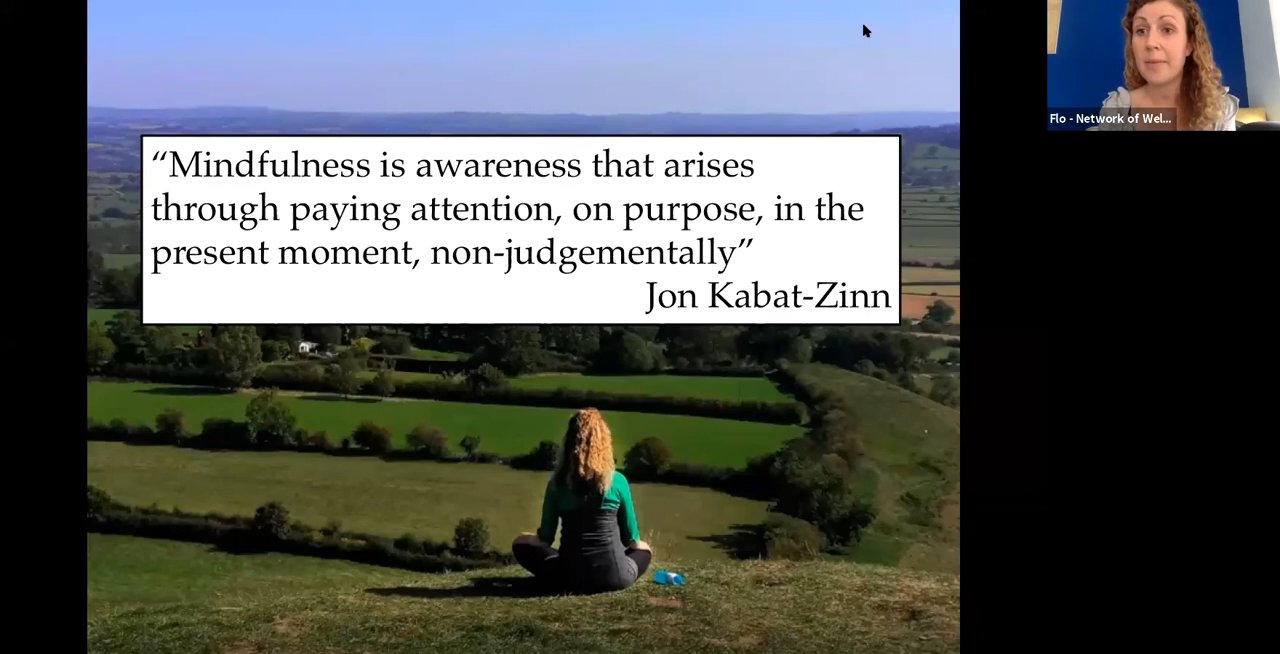 “Mindfulness is awareness that arises
through paying attention, on purpose, in the
present moment, non-judgementally”
Jon Kabat-Zinn
Flo - Network of Wel...